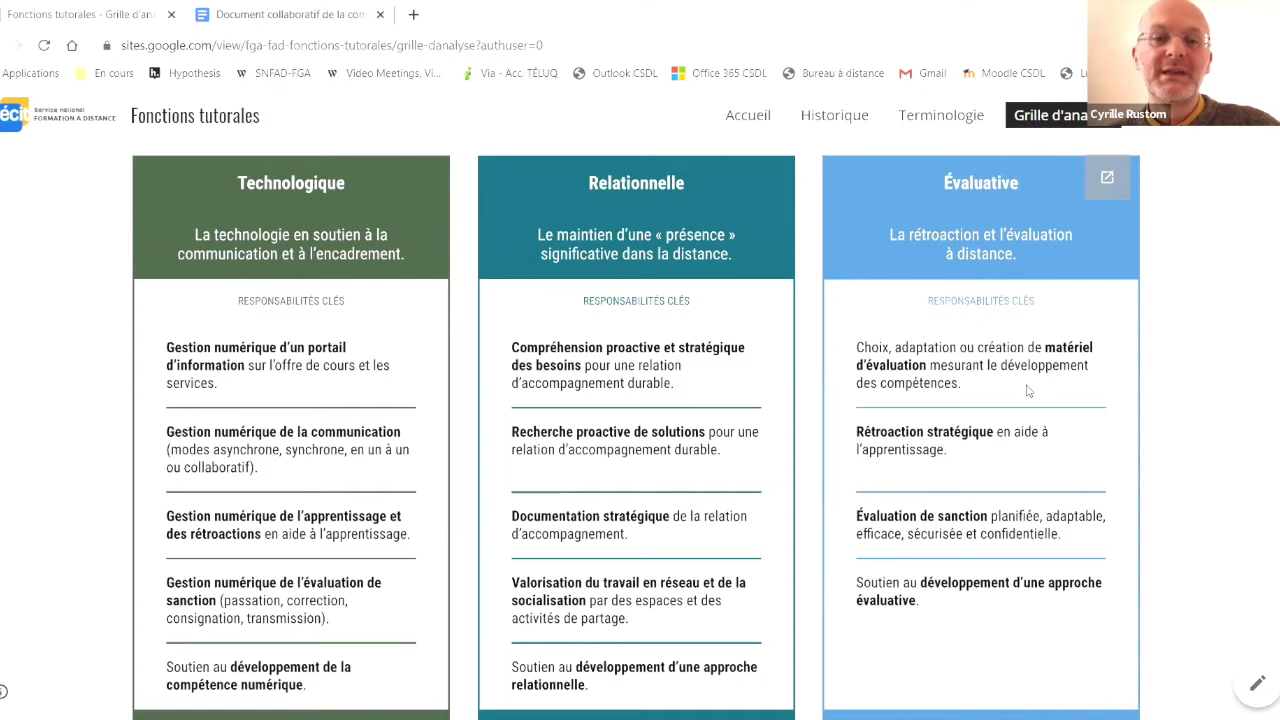 Fonctions tutorales - Grille d'ana
Document collaboratif de la com
sites.google.com/view/fga-fad-fonctions-tutorales/grille-danalyse?authuser=0
Applications
En cours
Hypothesis
SNFAD-FGA
Video Meetings, Vi...
Via - Acc. TÉLUQ
Outlook CSDL
Office 365 CSDL
Bureau à distance
Gmail
Moodle CSDL
écit
Service national
FORMATION À DISTANCE
Fonctions tutorales
Accueil
Historique
Terminologie
Grille d'ana
Cyrille Rustom
Technologique
La technologie en soutien à la
communication et à l'encadrement.
RESPONSABILITÉS CLÉS
Gestion numérique d'un portail
d'information sur l'offre de cours et les
services.
Gestion numérique de la communication
(modes asynchrone, synchrone, en un à un
ou collaboratif).
Gestion numérique de l'apprentissage et
des rétroactions en aide à l'apprentissage.
Gestion numérique de l'évaluation de
sanction (passation, correction,
consignation, transmission).
Soutien au développement de la
compétence numérique.
Relationnelle
Le maintien d'une « présence »
significative dans la distance.
RESPONSABILITÉS CLÉS
Compréhension proactive et stratégique
des besoins pour une relation
d'accompagnement durable.
Recherche proactive de solutions pour une
relation d'accompagnement durable.
Documentation stratégique de la relation
d'accompagnement.
Valorisation du travail en réseau et de la
socialisation par des espaces et des
activités de partage.
Soutien au développement d'une approche
relationnelle.
Évaluative
La rétroaction et l'évaluation
à distance.
RESPONSABILITÉS CLÉS
Choix, adaptation ou création de matériel
d'évaluation mesurant le développement
des compétences.
Rétroaction stratégique en aide à
l'apprentissage.
Évaluation de sanction planifiée, adaptable,
efficace, sécurisée et confidentielle.
Soutien au développement d'une approche
évaluative.